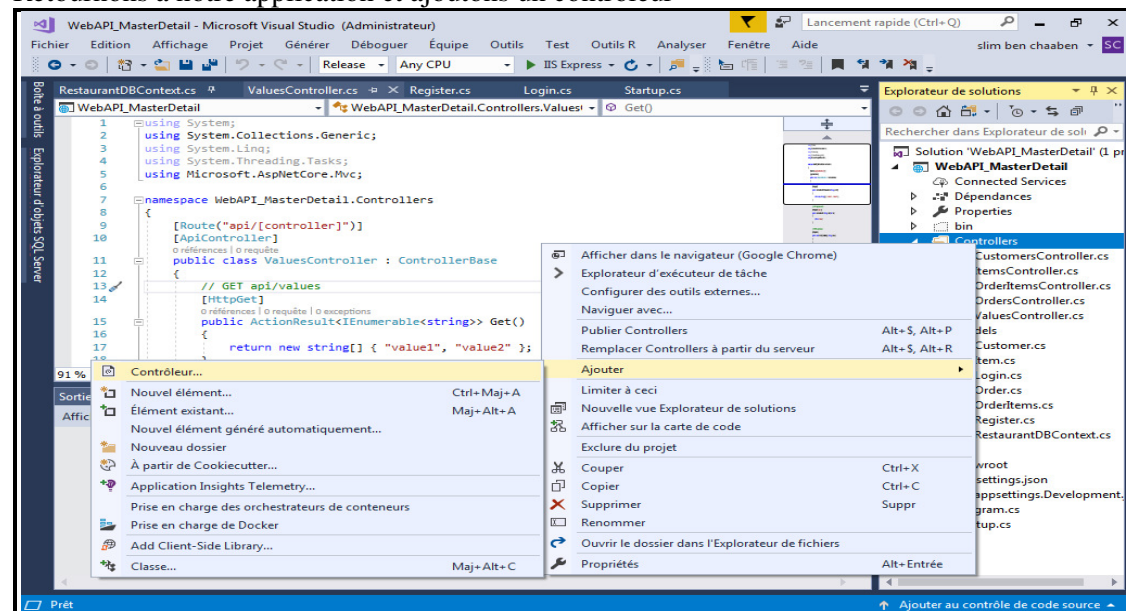 Retournons à notre application et ajoutons un contrôleur
WebAPI_MasterDetail - Microsoft Visual Studio (Administrateur)
Lancement rapide (Ctrl+Q)
Fichier Edition Affichage Projet Générer Déboguer Équipe Outils Test Outils R Analyser Fenêtre Aide
slim ben chaaben SC
Release Any CPU IIS Express
Boîte à outils
Explorateur d'objets SQL Server
RestaurantDBContext.cs ValuesController.cs Register.cs Login.cs Startup.cs
WebAPI_MasterDetail WebAPI_MasterDetail.Controllers.Values Get()
1 using System;
2 using System.Collections.Generic;
3 using System.Linq;
4 using System.Threading.Tasks;
5 using Microsoft.AspNetCore.Mvc;
6
7 namespace WebAPI_MasterDetail.Controllers
8 {
9 [Route("api/[controller]")]
10 [ApiController]
0 références | 0 requête
11 public class ValuesController : ControllerBase
12 {
13 // GET api/values
14 [HttpGet]
0 références | 0 requête | 0 exceptions
15 public ActionResult<IEnumerable<string>> Get()
16 {
17 return new string[] { "value1", "value2" };
18 }
91 %
Sortie
Affic
Contrôleur...
Nouvel élément... Ctrl+Maj+A
Élément existant... Maj+Alt+A
Nouvel élément généré automatiquement...
Nouveau dossier
À partir de Cookiecutter...
Application Insights Telemetry...
Prise en charge des orchestrateurs de conteneurs
Prise en charge de Docker
Add Client-Side Library...
Classe... Maj+Alt+C
Afficher dans le navigateur (Google Chrome)
Explorateur d'exécuteur de tâche
Configurer des outils externes...
Naviguer avec...
Publier Controllers Alt+$, Alt+P
Remplacer Controllers à partir du serveur Alt+$, Alt+R
Ajouter
Limiter à ceci
Nouvelle vue Explorateur de solutions
Afficher sur la carte de code
Exclure du projet
Couper Ctrl+X
Copier Ctrl+C
Supprimer Suppr
Renommer
Ouvrir le dossier dans l'Explorateur de fichiers
Propriétés Alt+Entrée
Explorateur de solutions
Rechercher dans Explorateur de solu
Solution 'WebAPI_MasterDetail' (1 pr
WebAPI_MasterDetail
Connected Services
Dépendances
Properties
bin
Controllers
CustomersController.cs
ItemsController.cs
OrderItemsController.cs
OrdersController.cs
ValuesController.cs
dels
Customer.cs
Item.cs
Login.cs
Order.cs
OrderItems.cs
Register.cs
RestaurantDBContext.cs
wroot
settings.json
appsettings.Development.
gram.cs
tup.cs
Prêt
Ajouter au contrôle de code source